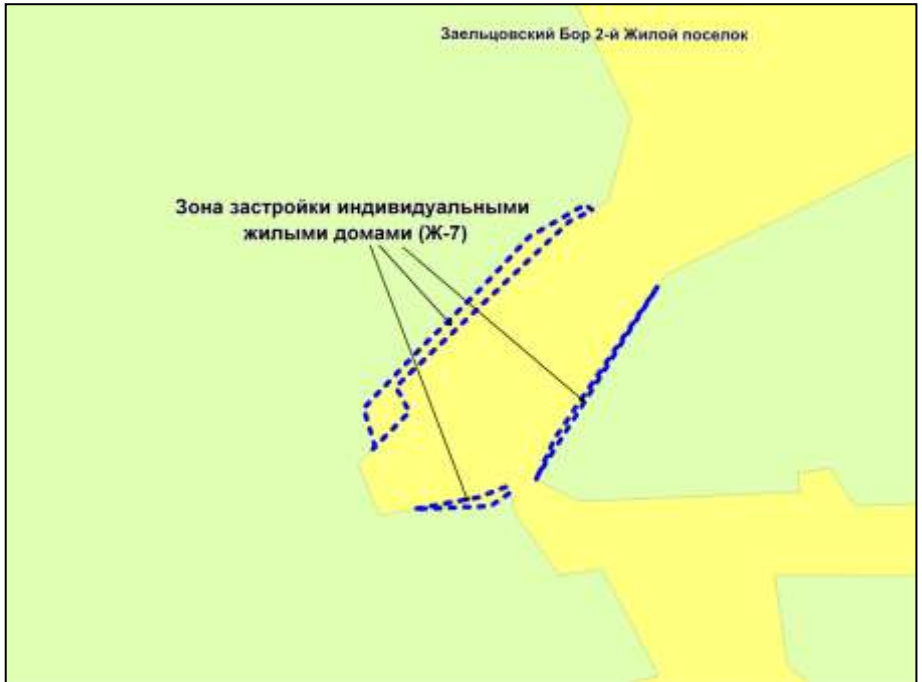 Заельцовский Бор 2-й Жилой поселок
Зона застройки индивидуальными
жилыми домами (Ж-7)